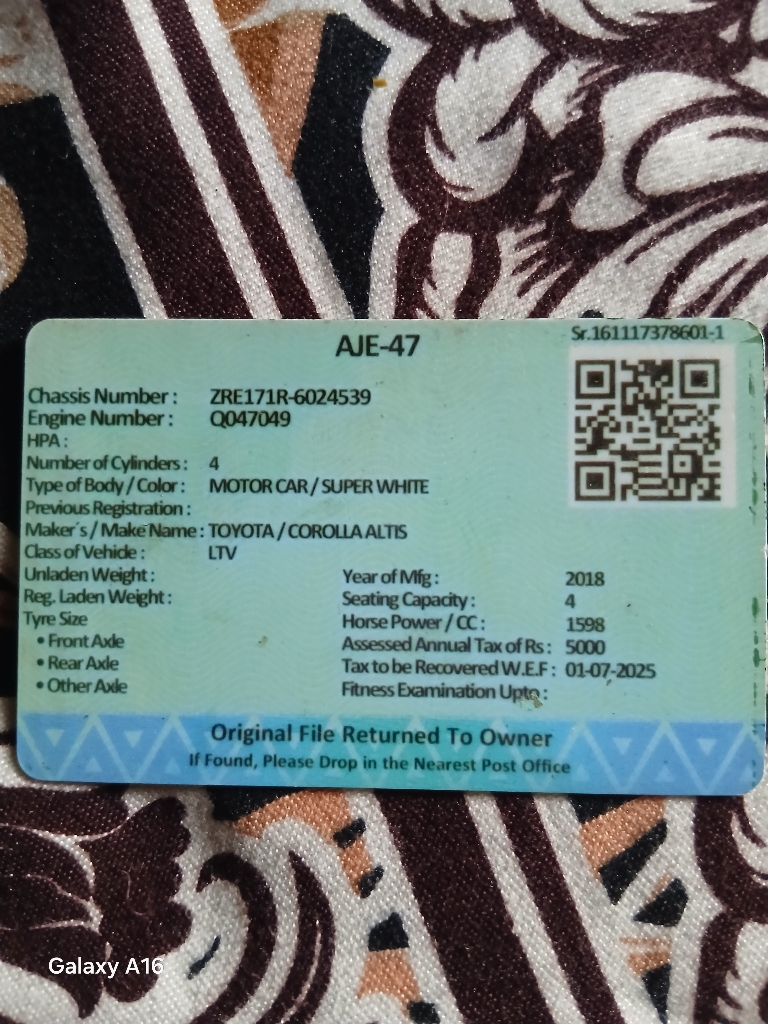 AJE-47
Sr.161117378601-1
Chassis Number : ZRE171R-6024539
Engine Number : Q047049
HPA :
Number of Cylinders : 4
Type of Body / Color : MOTOR CAR / SUPER WHITE
Previous Registration :
Maker's / Make Name : TOYOTA / COROLLA ALTIS
Class of Vehicle : LTV
Unladen Weight :
Reg. Laden Weight :
Tyre Size
• Front Axle
• Rear Axle
• Other Axle
Year of Mfg : 2018
Seating Capacity : 4
Horse Power / CC : 1598
Assessed Annual Tax of Rs : 5000
Tax to be Recovered W.E.F : 01-07-2025
Fitness Examination Upto :
Original File Returned To Owner
If Found, Please Drop in the Nearest Post Office
Galaxy A16